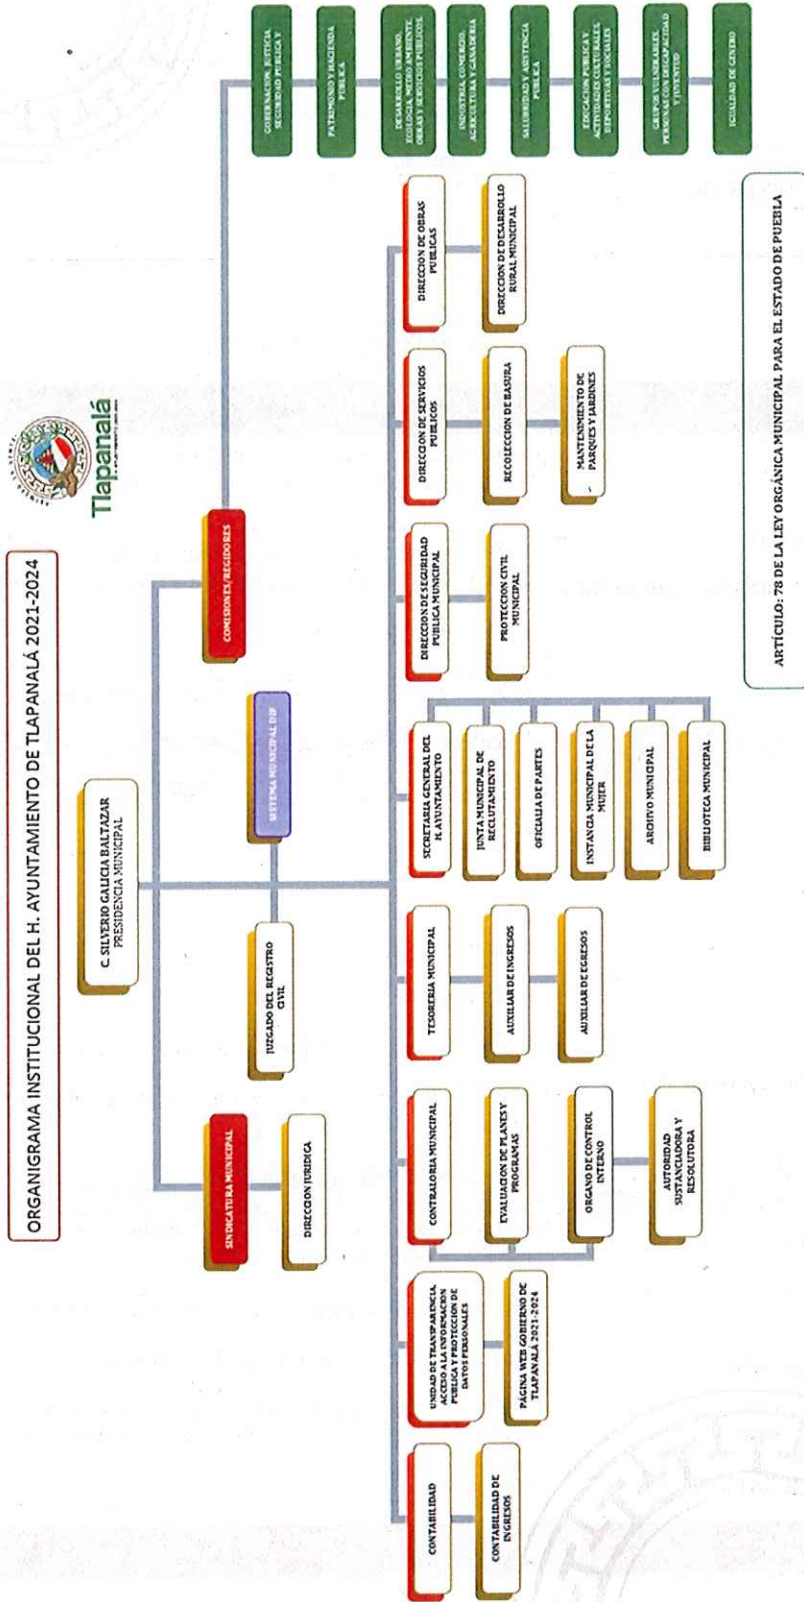 ORGANIGRAMA INSTITUCIONAL DEL H. AYUNTAMIENTO DE TLAPANALÁ 2021-2024
Tlapanalá
C. SILVERIO GALICIA BALTAZAR
PRESIDENCIA MUNICIPAL
SINDICATURA MUNICIPAL
DIRECCION JURIDICA
COMISIONES/REGIDORES
JUZGADO DEL REGISTRO
CIVIL
SISTEMA MUNICIPAL DIF
GOBERNACION, JUSTICIA
SEGURIDAD PUBLICA Y
PATRIMONIO Y HACIENDA
PUBLICA
DESARROLLO URBANO,
ECOLOGIA, MEDIO AMBIENTE,
OBRAS Y SERVICIOS PUBLICOS.
INDUSTRIA, COMERCIO,
AGRICULTURA Y GANADERIA
SALUBRIDAD Y ASISTENCIA
PUBLICA
EDUCACION PUBLICA Y
ACTIVIDADES CULTURALES,
DEPORTIVAS Y SOCIALES
GRUPOS VULNERABLES,
PERSONAS CON DISCAPACIDAD
Y JUVENTUD
IGUALDAD DE GENERO
CONTABILIDAD
CONTABILIDAD DE
INGRESOS
UNIDAD DE TRANSPARENCIA,
ACCESO A LA INFORMACION
PUBLICA Y PROTECCION DE
DATOS PERSONALES
PÁGINA WEB GOBIERNO DE
TLAPANALÁ 2021-2024
CONTRALORIA MUNICIPAL
EVALUACION DE PLANES Y
PROGRAMAS
ORGANO DE CONTROL
INTERNO
AUTORIDAD
SUSTANCIADORA Y
RESOLUTORA
TESORERIA MUNICIPAL
AUXILIAR DE INGRESOS
AUXILIAR DE EGRESOS
SECRETARIA GENERAL DEL
H. AYUNTAMIENTO
JUNTA MUNICIPAL DE
RECLUTAMIENTO
OFICIALIA DE PARTES
INSTANCIA MUNICIPAL DE LA
MUJER
ARCHIVO MUNICIPAL
BIBLIOTECA MUNICIPAL
DIRECCION DE SEGURIDAD
PUBLICA MUNICIPAL
PROTECCION CIVIL
MUNICIPAL
DIRECCION DE SERVICIOS
PUBLICOS
RECOLECCION DE BASURA
MANTENIMIENTO DE
PARQUES Y JARDINES
DIRECCION DE OBRAS
PUBLICAS
DIRECCION DE DESARROLLO
RURAL MUNICIPAL
ARTÍCULO: 78 DE LA LEY ORGÁNICA MUNICIPAL PARA EL ESTADO DE PUEBLA